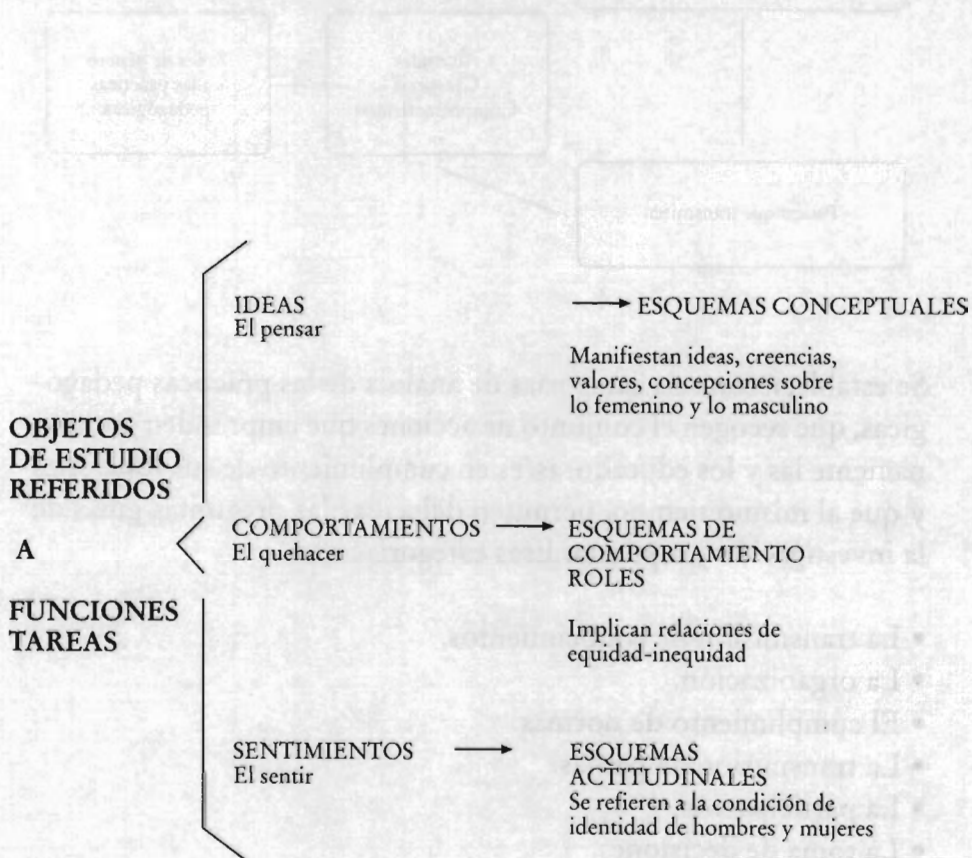 OBJETOS
DE ESTUDIO
REFERIDOS
A
FUNCIONES
TAREAS
IDEAS
El pensar
ESQUEMAS CONCEPTUALES
Manifiestan ideas, creencias,
valores, concepciones sobre
lo femenino y lo masculino
COMPORTAMIENTOS
El quehacer
ESQUEMAS DE
COMPORTAMIENTO
ROLES
Implican relaciones de
equidad-inequidad
SENTIMIENTOS
El sentir
ESQUEMAS
ACTITUDINALES
Se refieren a la condición de
identidad de hombres y mujeres